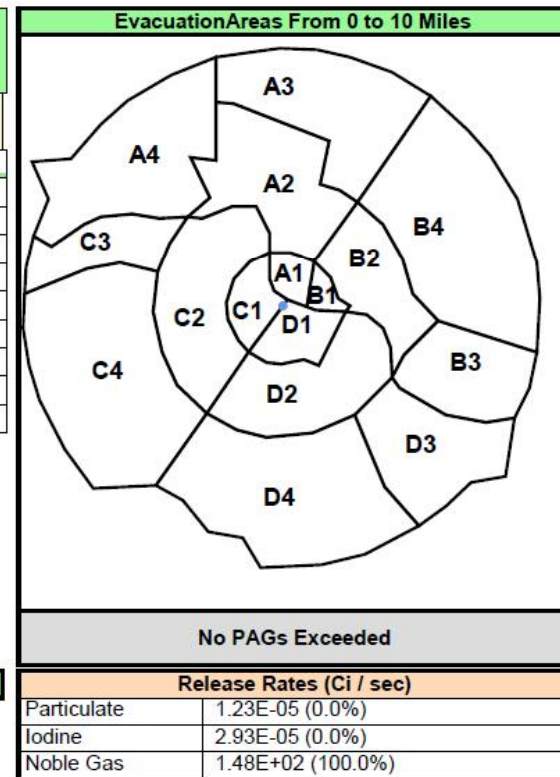 EvacuationAreas From 0 to 10 Miles
A3
A4
A2
B4
C3
B2
A1
B1
C1
C2
D1
B3
C4
D2
D3
D4
No PAGs Exceeded
Release Rates (Ci / sec)
Particulate 1.23E-05 (0.0%)
Iodine 2.93E-05 (0.0%)
Noble Gas 1.48E+02 (100.0%)